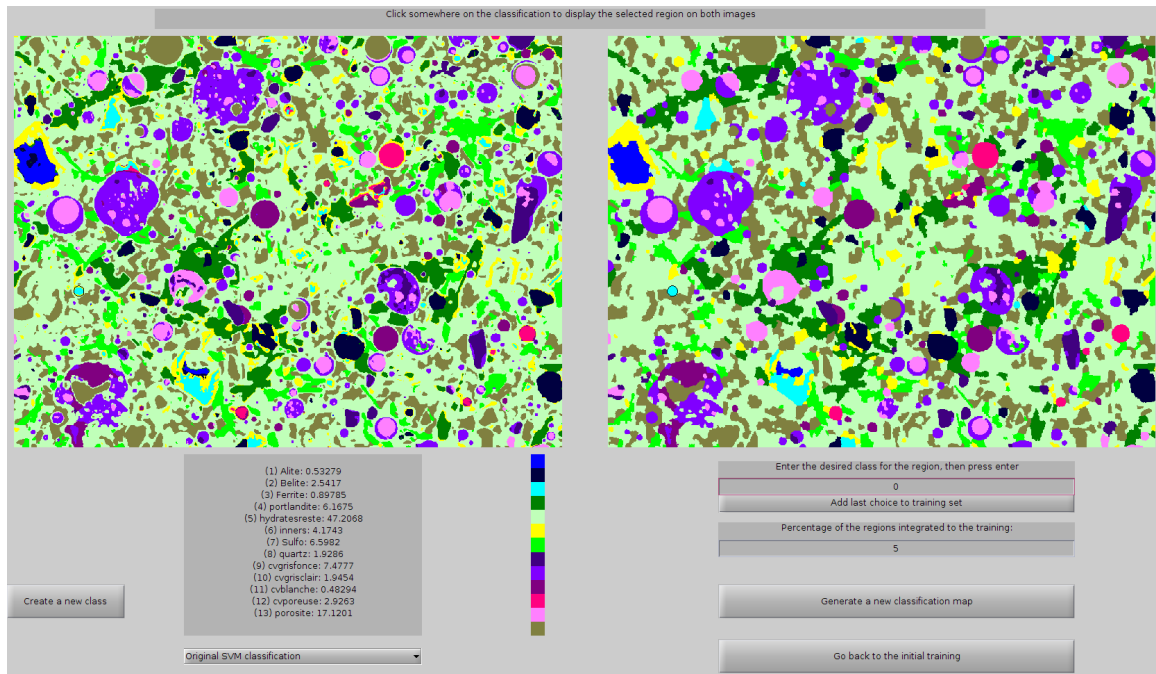 Click somewhere on the classification to display the selected region on both images
(1) Alite: 0.53279
(2) Belite: 2.5417
(3) Ferrite: 0.89785
(4) portlandite: 6.1675
(5) hydratesreste: 47.2068
(6) inners: 4.1743
(7) Sulfo: 6.5982
(8) quartz: 1.9286
(9) cvgrisfonce: 7.4777
(10) cvgrisclair: 1.9454
(11) cvblanche: 0.48294
(12) cvporeuse: 2.9263
(13) porosite: 17.1201
Create a new class
Original SVM classification
Enter the desired class for the region, then press enter
0
Add last choice to training set
Percentage of the regions integrated to the training:
5
Generate a new classification map
Go back to the initial training